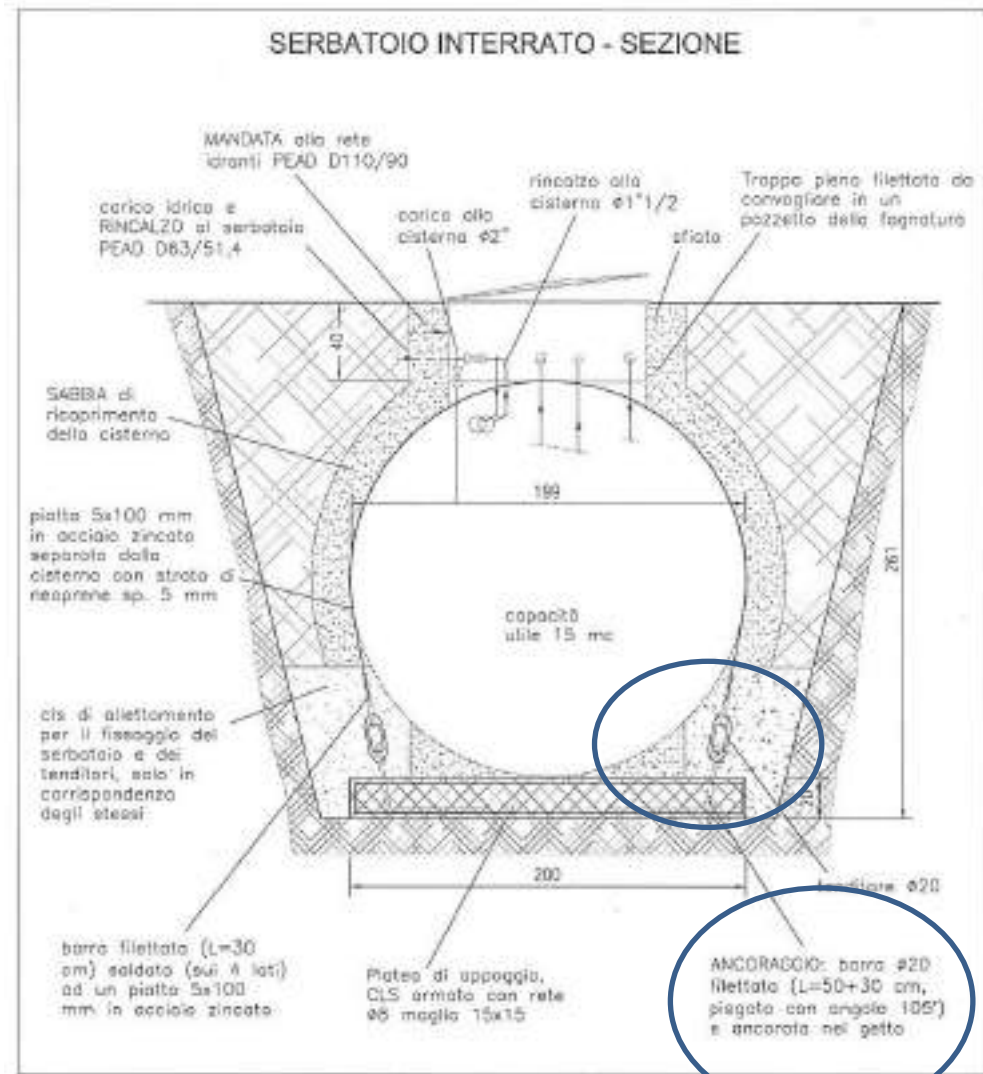 SERBATOIO INTERRATO - SEZIONE
MANDATA alla rete
idranti PEAD D110/90
carico idrico e
RINCALZO al serbatoio
PEAD D63/51,4
carico alla
cisterna ø2"
rincalzo alla
cisterna ø1"1/2
sfiato
Troppo pieno filettato da
convogliare in un
pozzetto della fognatura
40
SABBIA di
ricoprimento
della cisterna
199
261
piatto 5x100 mm
in acciaio zincato
separato dalla
cisterna con strato di
neoprene sp. 5 mm
capacità
utile 15 mc
cls di allettamento
per il fissaggio del
serbatoio e dei
tenditori, solo in
corrispondenza
degli stessi
20
200
tenditore ø20
barra filettata (L=30
cm) saldata (sui 4 lati)
ad un piatto 5x100
mm in acciaio zincato
Platea di appoggio,
CLS armato con rete
ø8 maglia 15x15
ANCORAGGIO: barra ø20
filettata (L=50+30 cm,
piegata con angolo 105°)
e ancorata nel getto